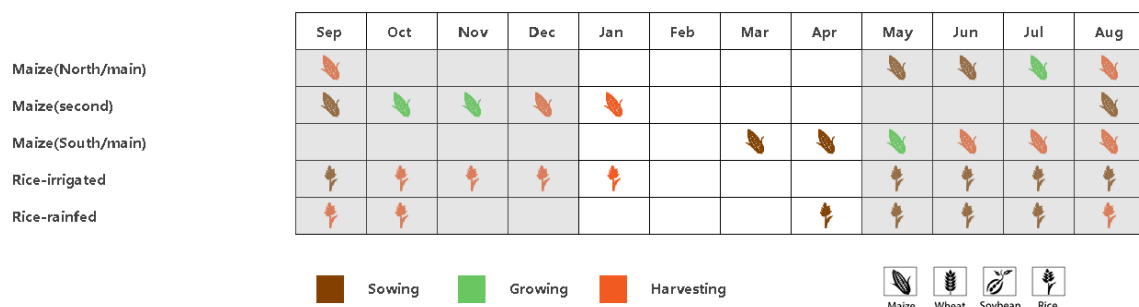 Sep Oct Nov Dec Jan Feb Mar Apr May Jun Jul Aug
Maize(North/main)
Maize(second)
Maize(South/main)
Rice-irrigated
Rice-rainfed
Sowing Growing Harvesting
Maize Wheat Soybean Rice